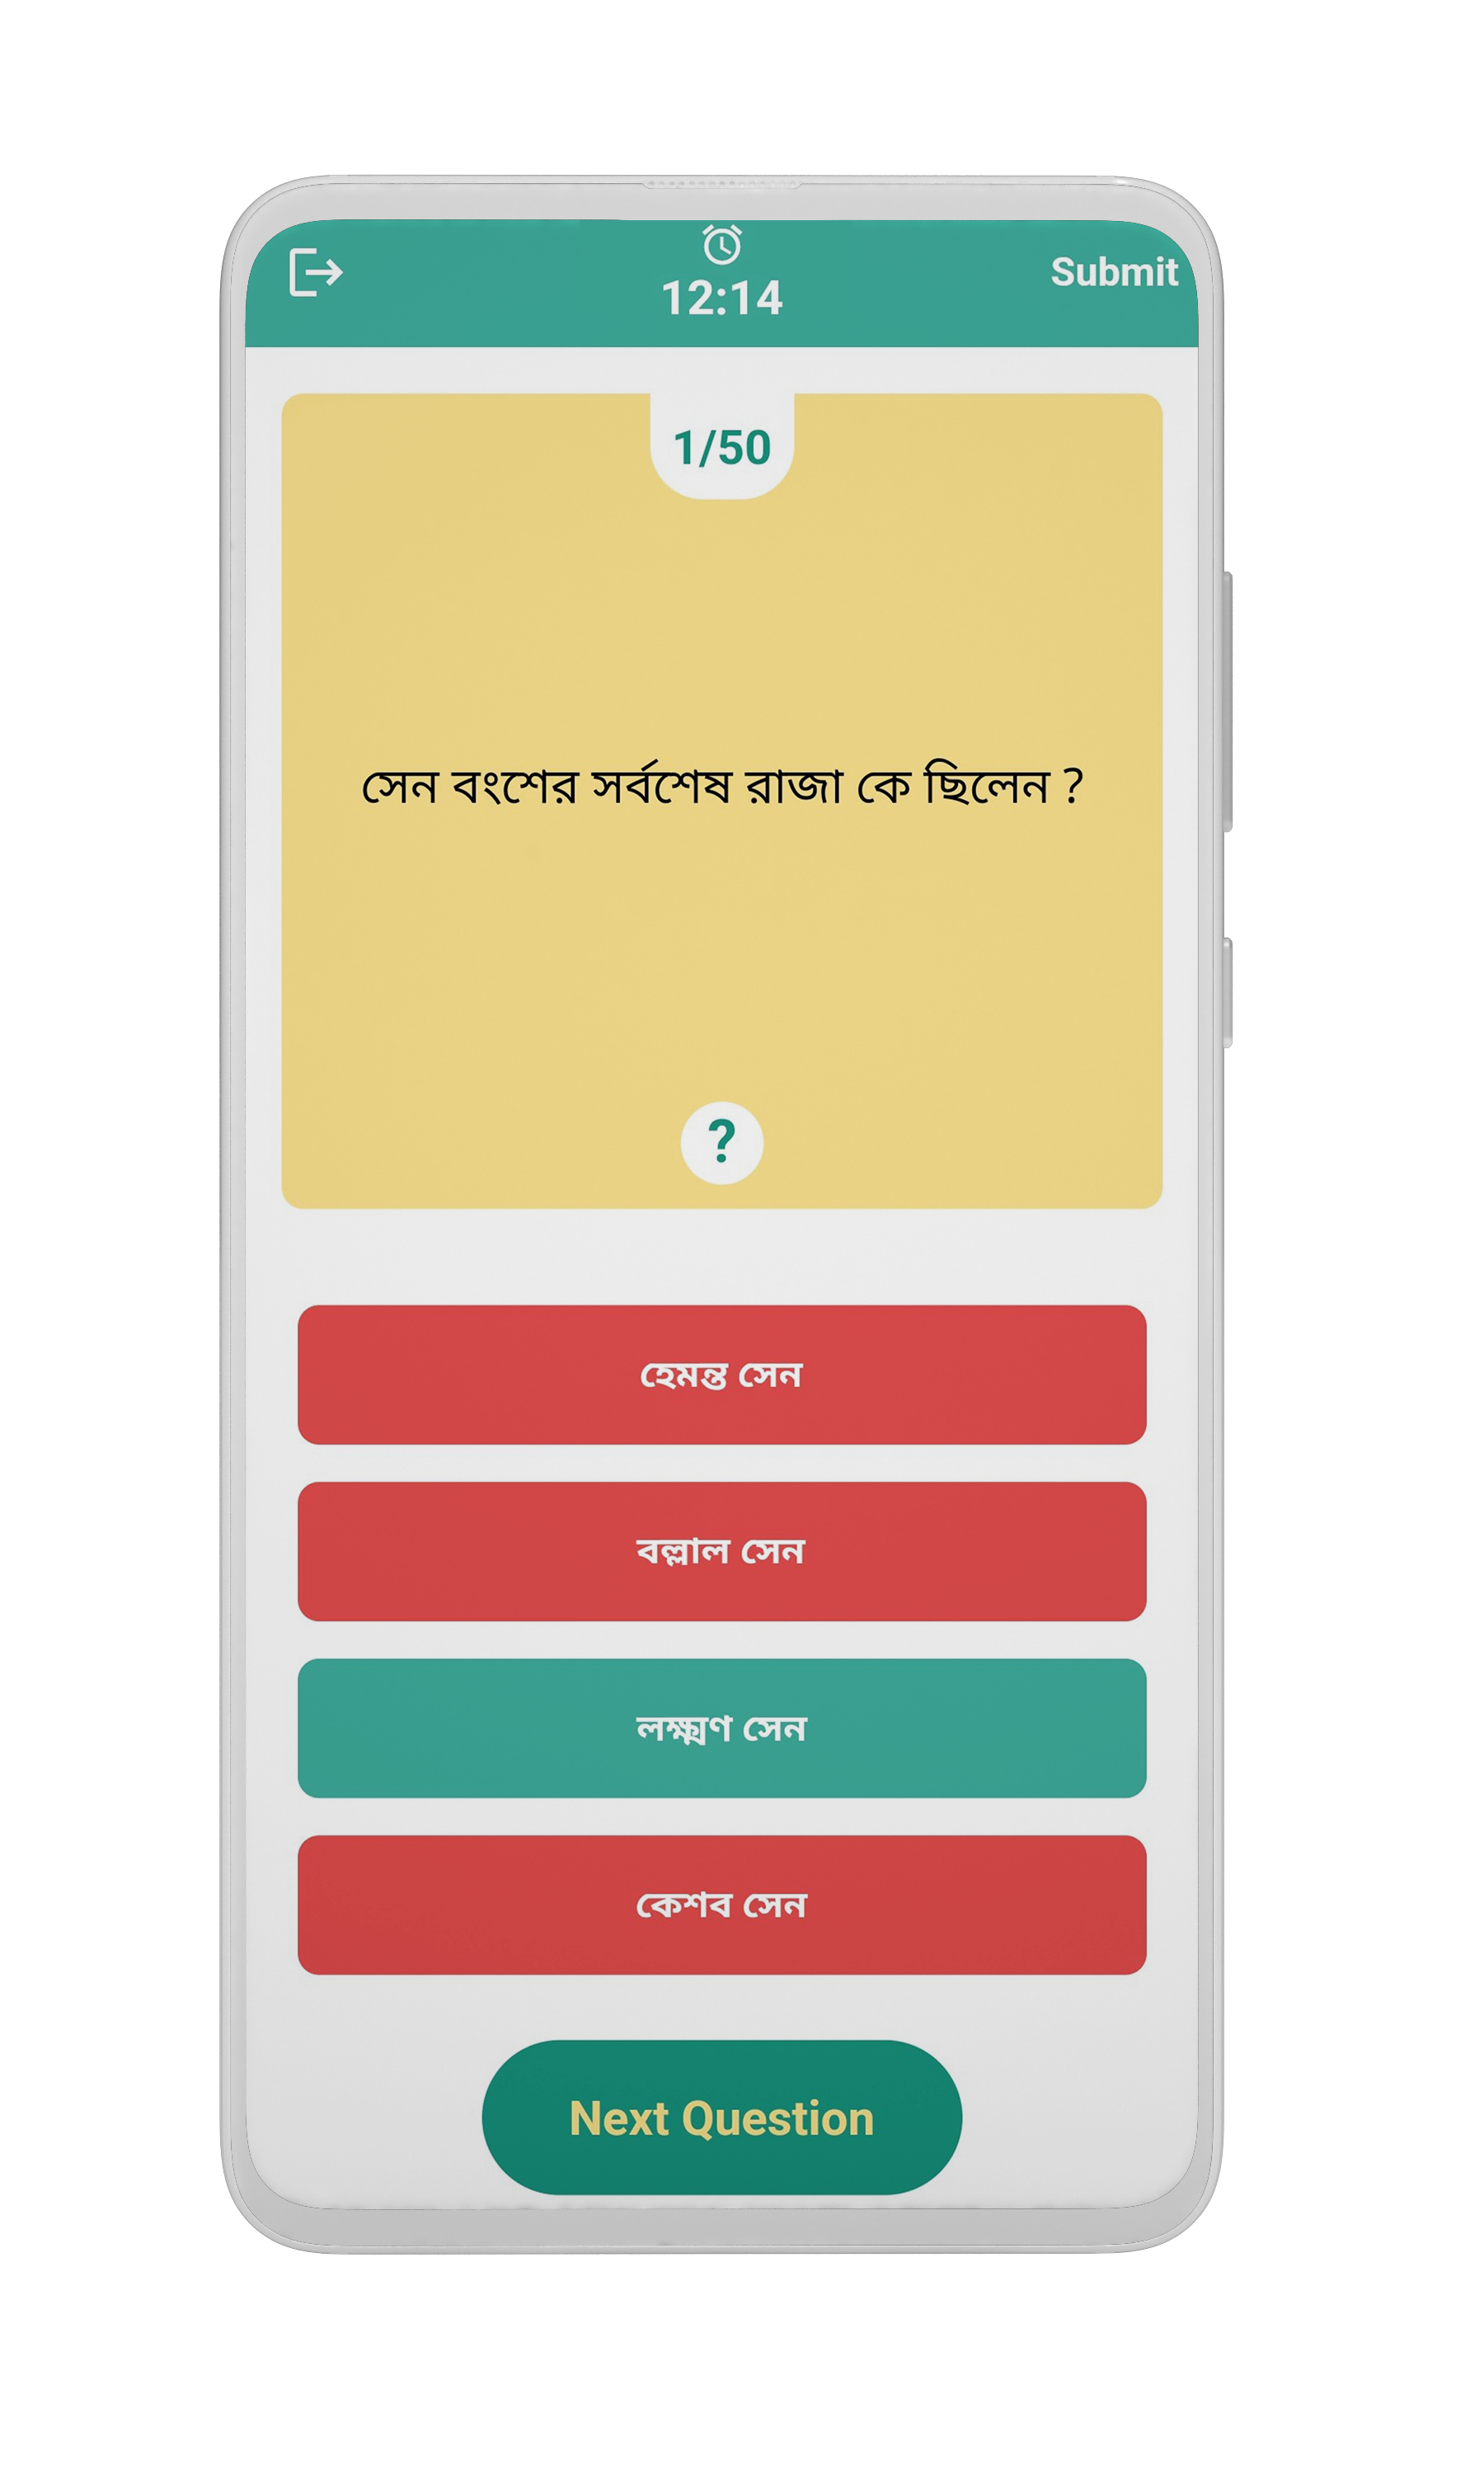 12:14
Submit
1/50
সেন বংশের সর্বশেষ রাজা কে ছিলেন ?
?
হেমন্ত সেন
বল্লাল সেন
লক্ষ্মণ সেন
কেশব সেন
Next Question